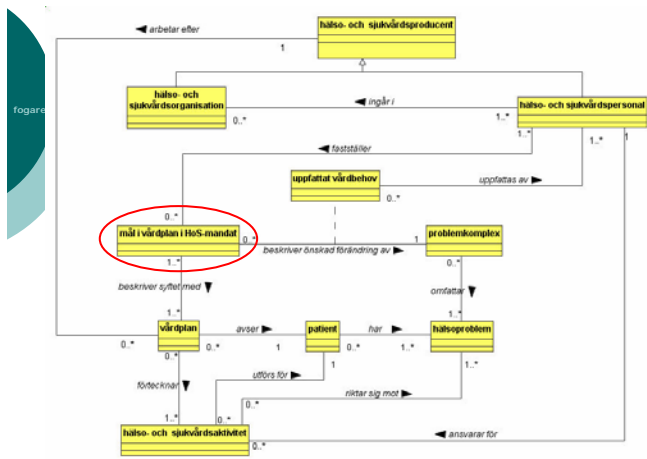 hälso- och sjukvårdsproducent
◄ arbetar efter
1
hälso- och
sjukvårdsorganisation
◄ ingår i
hälso- och sjukvårdspersonal
fogare
0..*
1..*
1..*
1..*
1
◄ fastställer
uppfattat vårdbehov
uppfattas av ►
0..*
0..*
mål i vårdplan i HoS-mandat
0..*
1
problemkomplex
beskriver önskad förändring av ►
1..*
0..*
beskriver syftet med ▼
omfattar ▼
1..*
1..*
vårdplan
avser ►
patient
har ►
hälsoproblem
0..*
0..*
1
0..*
1..*
0..*
1
1..*
utförs för ►
förtecknar ▼
riktar sig mot ►
1..*
0..*
0..*
hälso- och sjukvårdsaktivitet
◄ ansvarar för
0..*